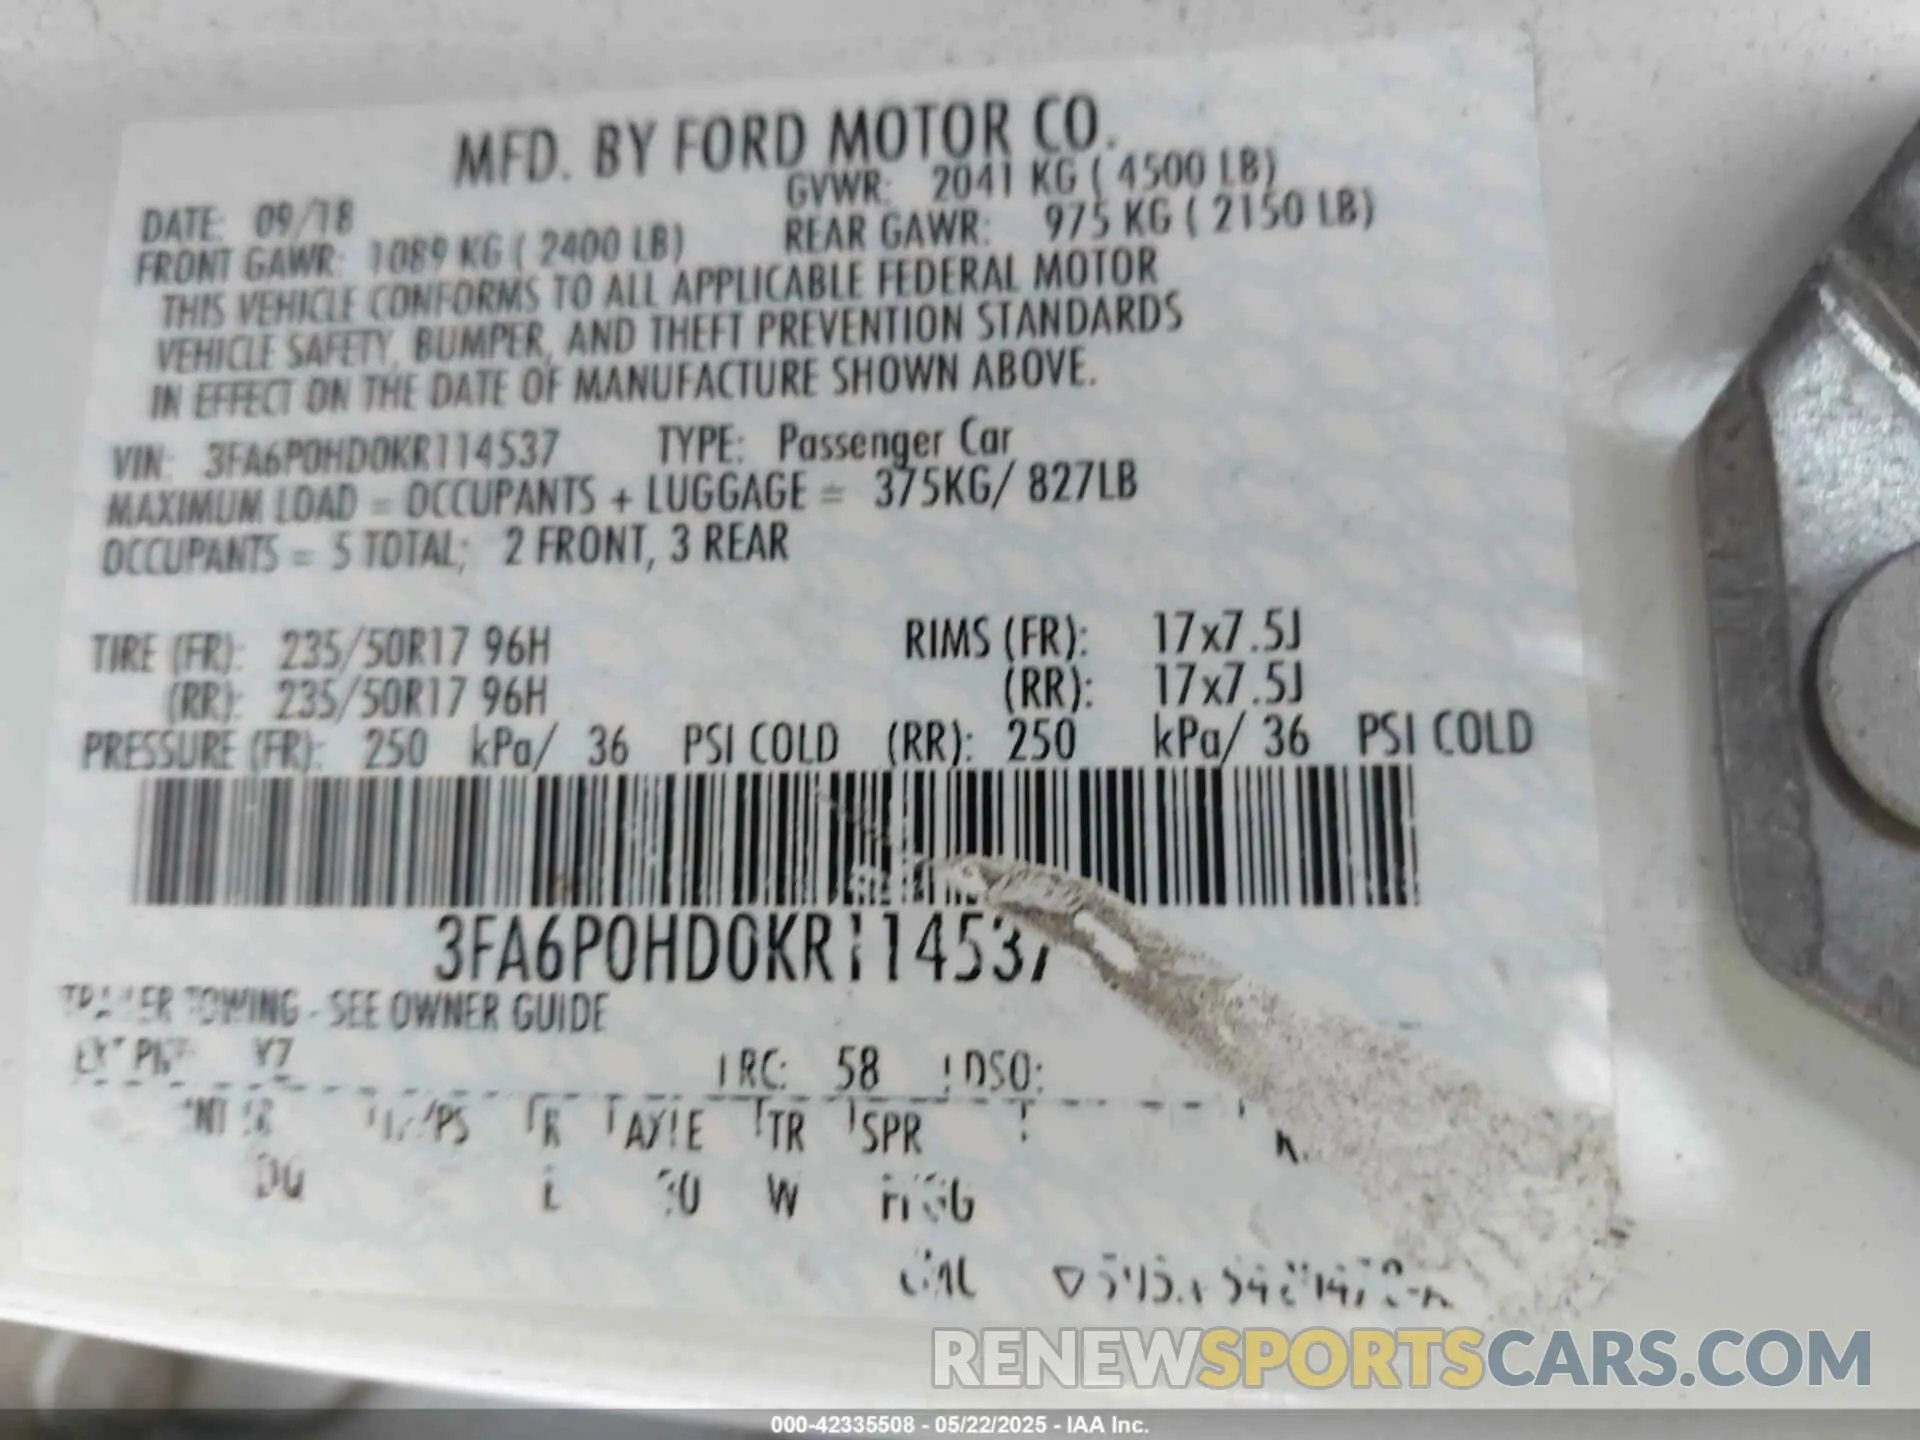 MFD. BY FORD MOTOR CO.
DATE: 09/18 GVWR: 2041 KG ( 4500 LB)
FRONT GAWR: 1089 KG ( 2400 LB) REAR GAWR: 975 KG ( 2150 LB)
THIS VEHICLE CONFORMS TO ALL APPLICABLE FEDERAL MOTOR
VEHICLE SAFETY, BUMPER, AND THEFT PREVENTION STANDARDS
IN EFFECT ON THE DATE OF MANUFACTURE SHOWN ABOVE.
VIN: 3FA6P0HD0KR114537 TYPE: Passenger Car
MAXIMUM LOAD = OCCUPANTS + LUGGAGE = 375KG/ 827LB
OCCUPANTS = 5 TOTAL; 2 FRONT, 3 REAR
TIRE (FR): 235/50R17 96H RIMS (FR): 17x7.5J
(RR): 235/50R17 96H (RR): 17x7.5J
PRESSURE (FR): 250 kPa/ 36 PSI COLD (RR): 250 kPa/ 36 PSI COLD
3FA6P0HD0KR114537
TRAILER TOWING - SEE OWNER GUIDE
EXT PNT: RC: 58 DSO:
AXLE TR SPR
W
RENEWSPORTSCARS.COM
000-42335508 - 05/22/2025 - IAA Inc.